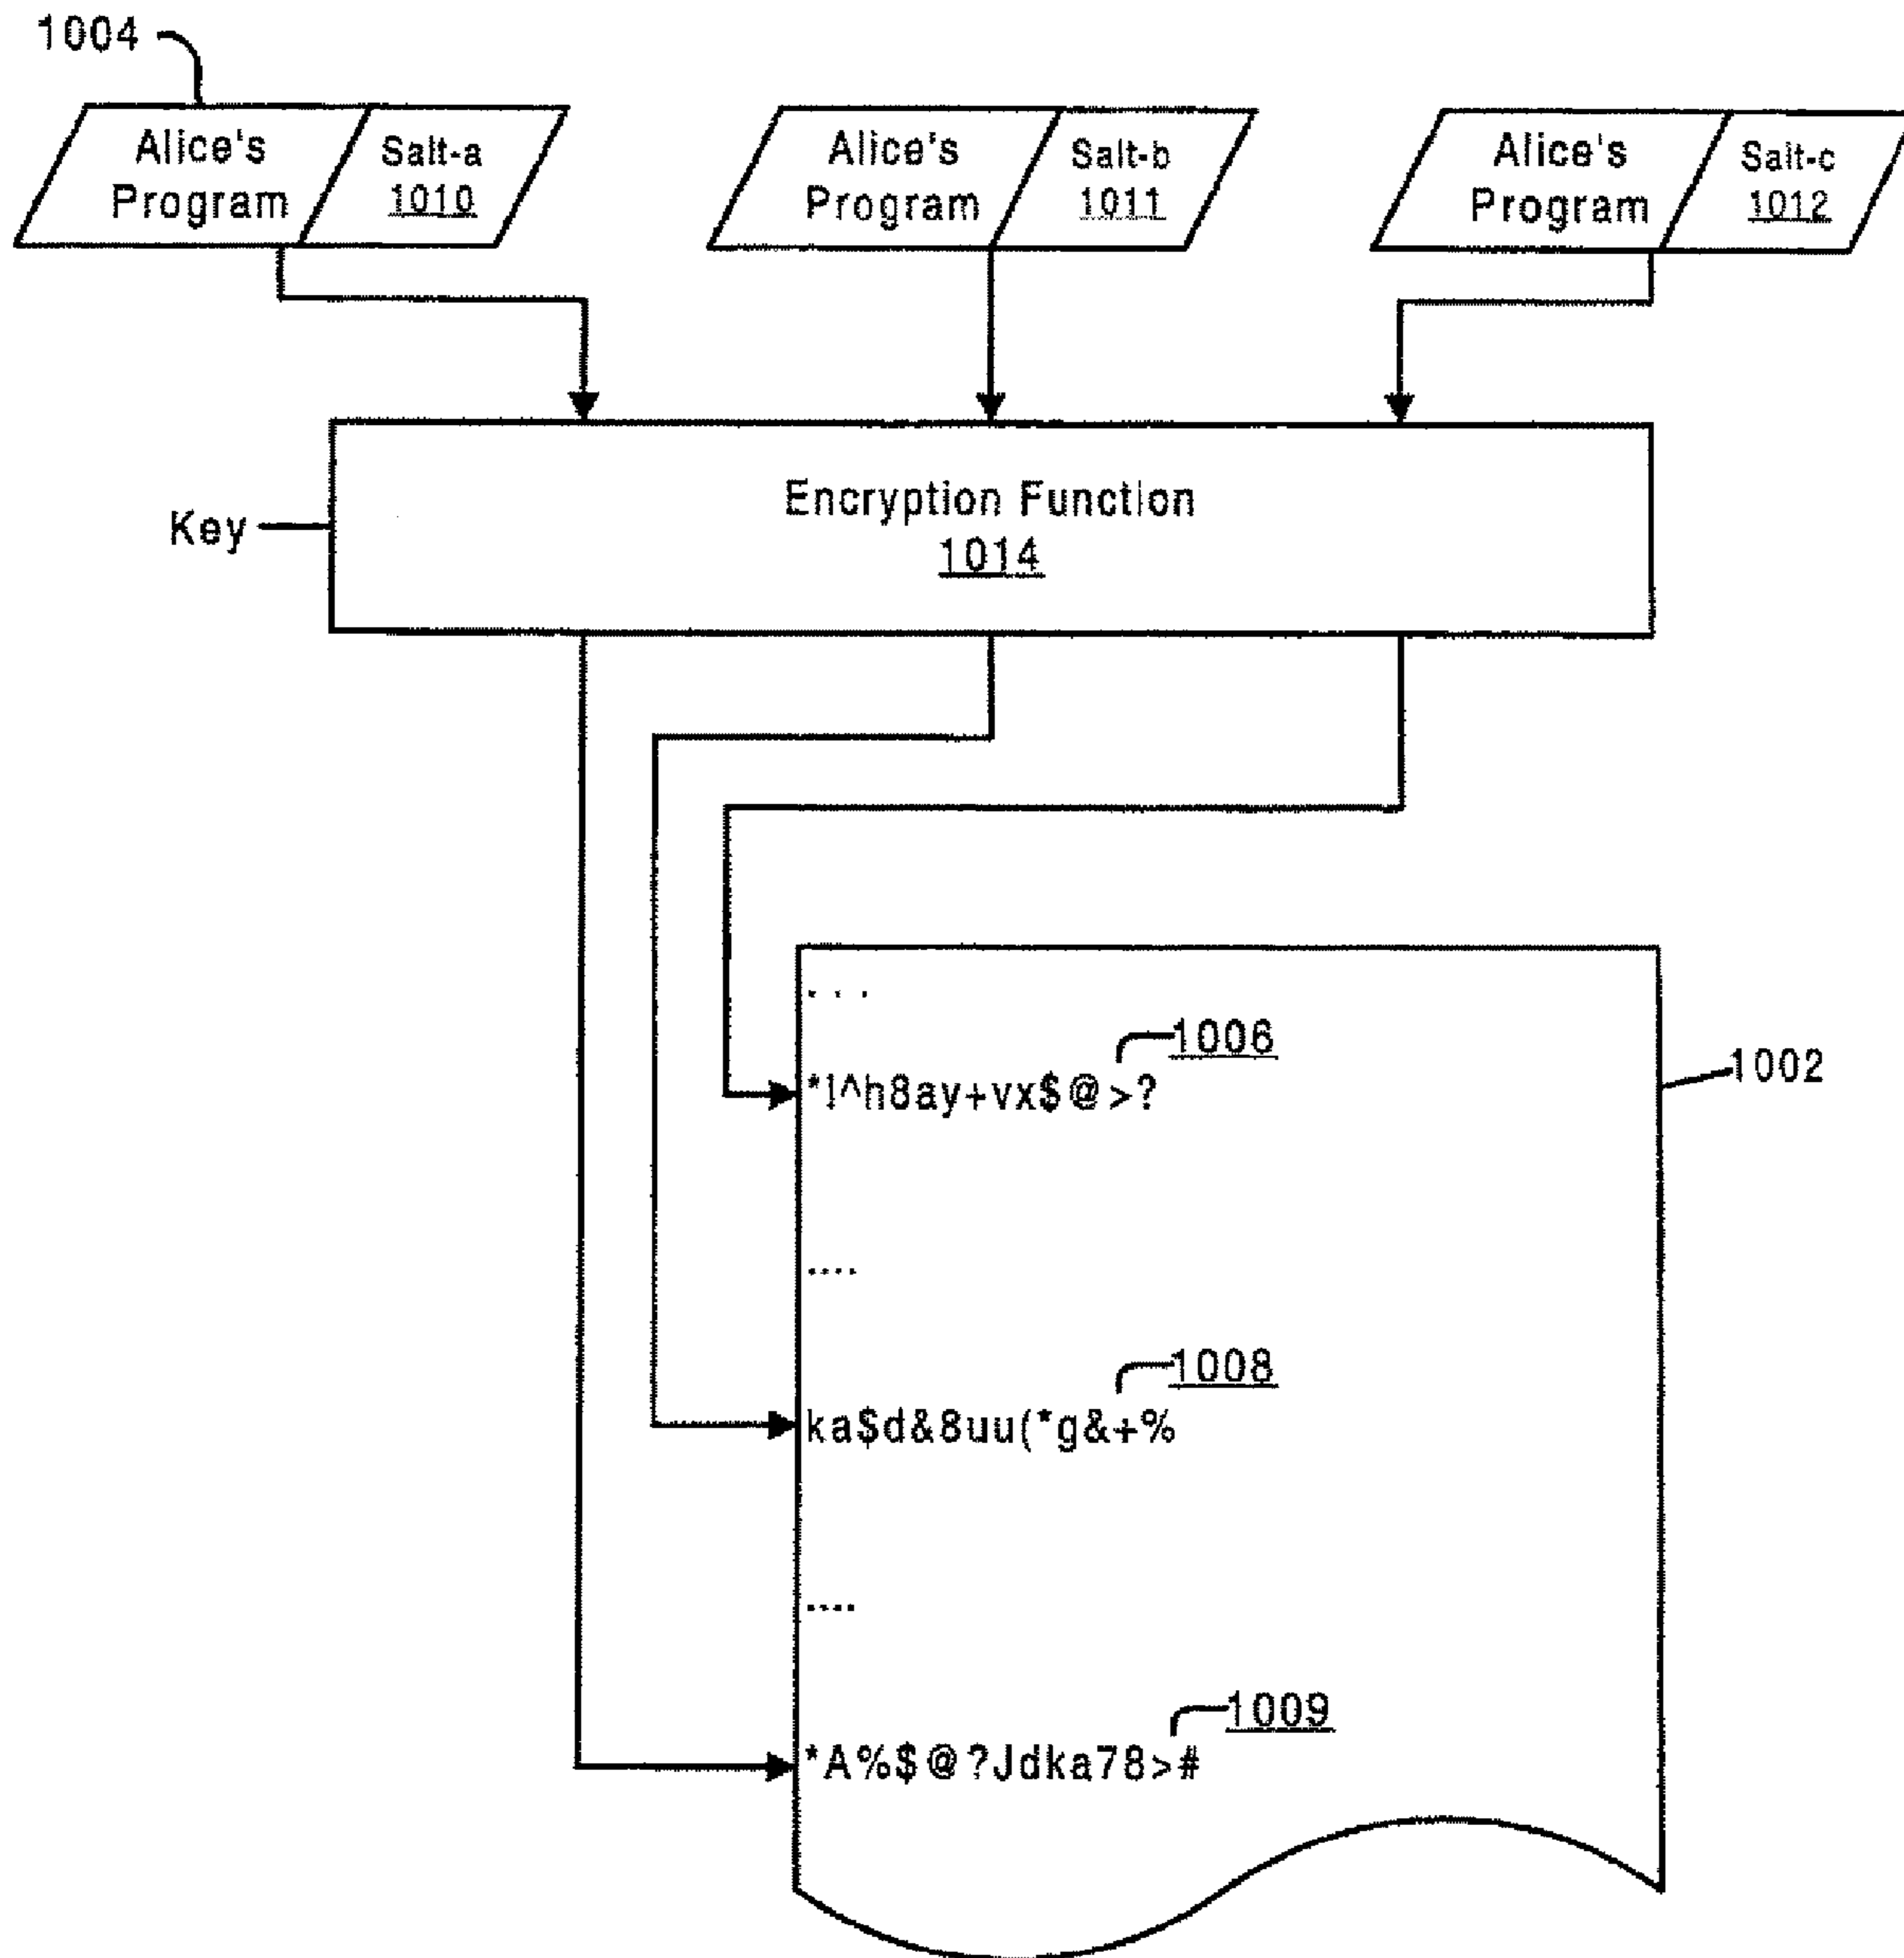 1004
Alice's
Program
Salt-a
1010
Alice's
Program
Salt-b
1011
Alice's
Program
Salt-c
1012
Key
Encryption Function
1014
. . .
1006
*!^h8ay+vx$@>?
1002
....
1008
ka$d&8uu(*g&+%
....
1009
*A%$@?Jdka78>#